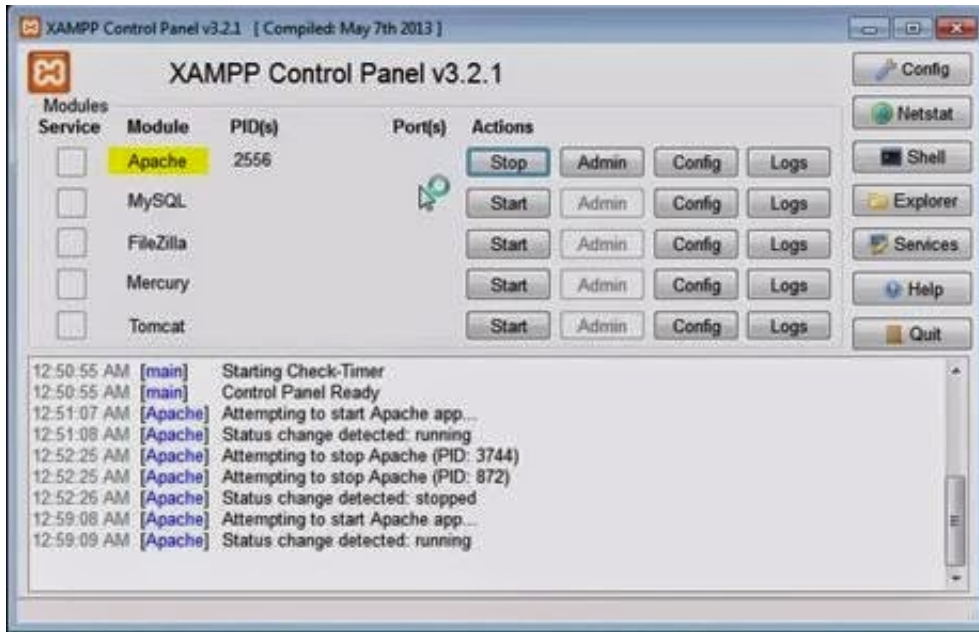 XAMPP Control Panel v3.2.1 [ Compiled: May 7th 2013 ]
XAMPP Control Panel v3.2.1
Config
Modules
Service Module PID(s) Port(s) Actions
Netstat
Apache 2556 Stop Admin Config Logs
Shell
MySQL Start Admin Config Logs
Explorer
FileZilla Start Admin Config Logs
Services
Mercury Start Admin Config Logs
Help
Tomcat Start Admin Config Logs
Quit
12:50:55 AM [main] Starting Check-Timer
12:50:55 AM [main] Control Panel Ready
12:51:07 AM [Apache] Attempting to start Apache app...
12:51:08 AM [Apache] Status change detected: running
12:52:25 AM [Apache] Attempting to stop Apache (PID: 3744)
12:52:25 AM [Apache] Attempting to stop Apache (PID: 872)
12:52:26 AM [Apache] Status change detected: stopped
12:59:08 AM [Apache] Attempting to start Apache app...
12:59:09 AM [Apache] Status change detected: running